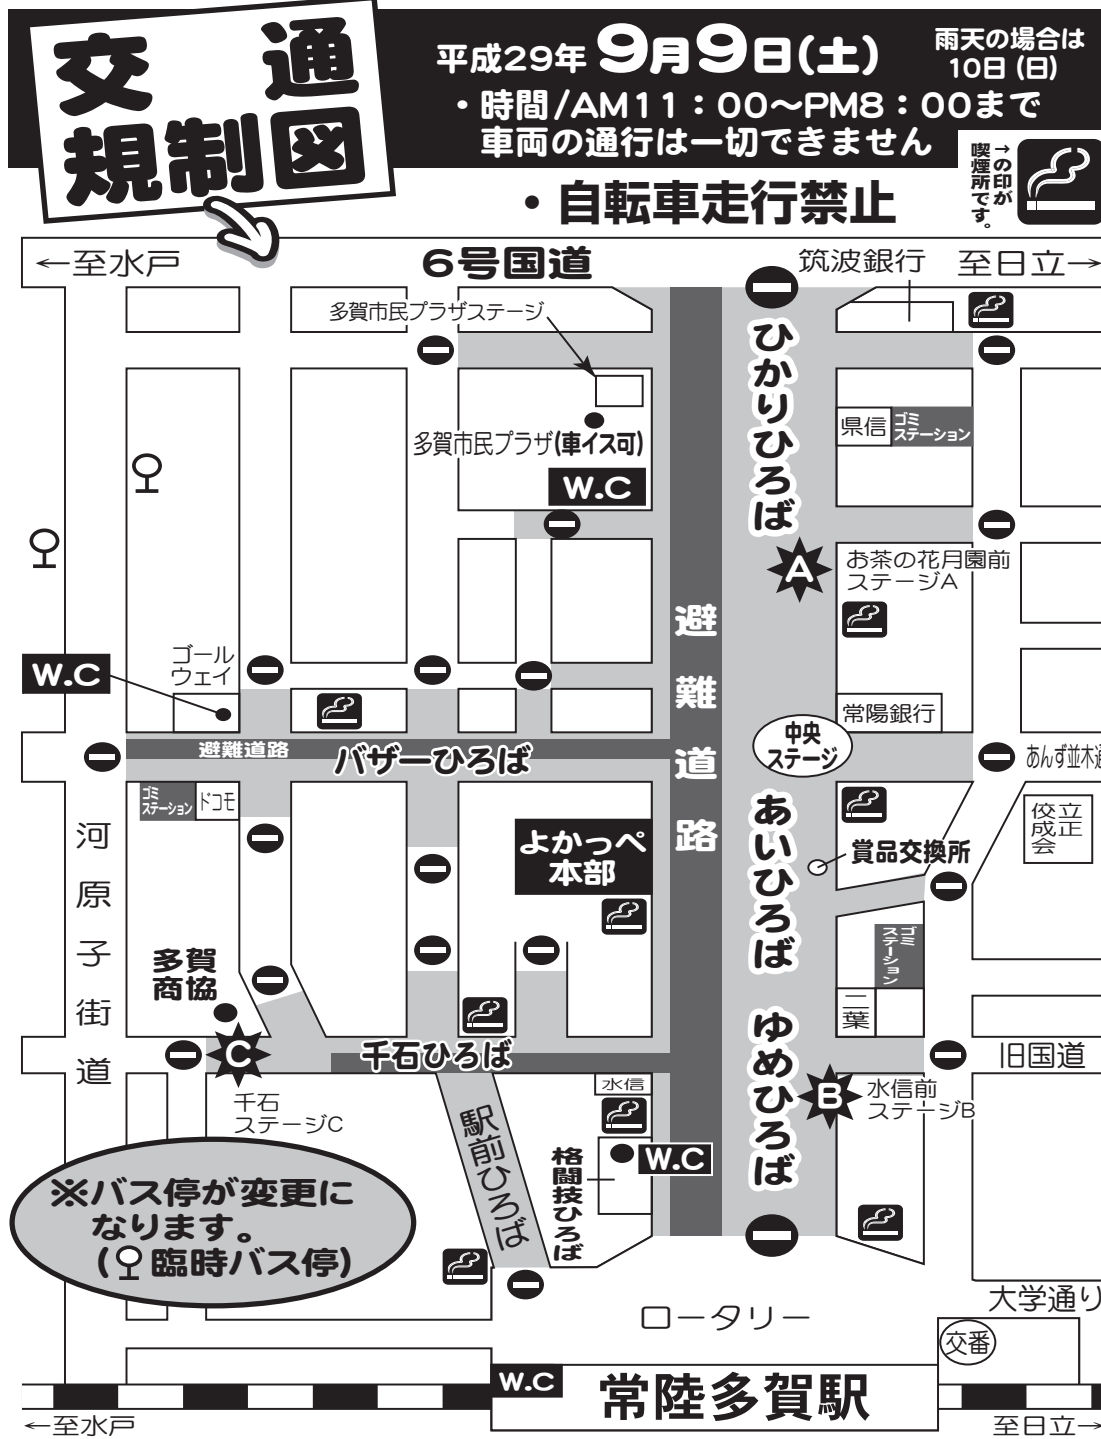 交通
規制図
平成29年 9月9日(土)
雨天の場合は
10日(日)
・時間/AM11：00～PM8：00まで
車両の通行は一切できません
・自転車走行禁止
→の印が
喫煙所です。
←至水戸
6号国道
筑波銀行
至日立→
多賀市民プラザステージ
ひかりひろば
県信
ゴミ
ステーション
多賀市民プラザ(車イス可)
W.C
A
お茶の花月園前
ステージA
避難道路
ゴール
ウェイ
W.C
常陽銀行
中央
ステージ
避難道路
バザーひろば
あんず並木通
ゴミ
ステーション
ドコモ
あいひろば
立正
佼成会
よかっぺ
本部
賞品交換所
河原子街道
多賀
商協
ゴミ
ステーション
二葉
C
千石ひろば
ゆめひろば
旧国道
千石
ステージC
水信
B
水信前
ステージB
駅前ひろば
格闘技ひろば
W.C
※バス停が変更に
なります。
(臨時バス停)
大学通り
ロータリー
交番
W.C
常陸多賀駅
←至水戸
至日立→